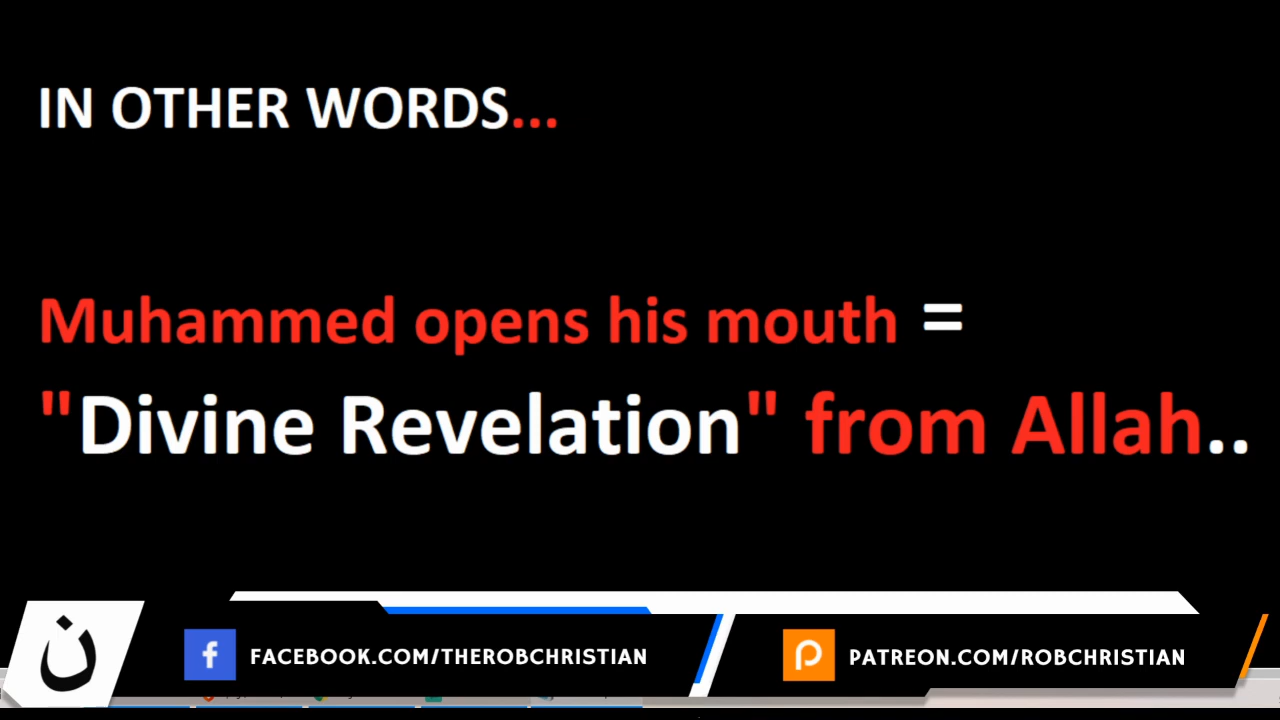 IN OTHER WORDS...
Muhammed opens his mouth =
"Divine Revelation" from Allah..
ن
f FACEBOOK.COM/THEROBCHRISTIAN
PATREON.COM/ROBCHRISTIAN